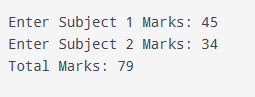 Enter Subject 1 Marks: 45
Enter Subject 2 Marks: 34
Total Marks: 79